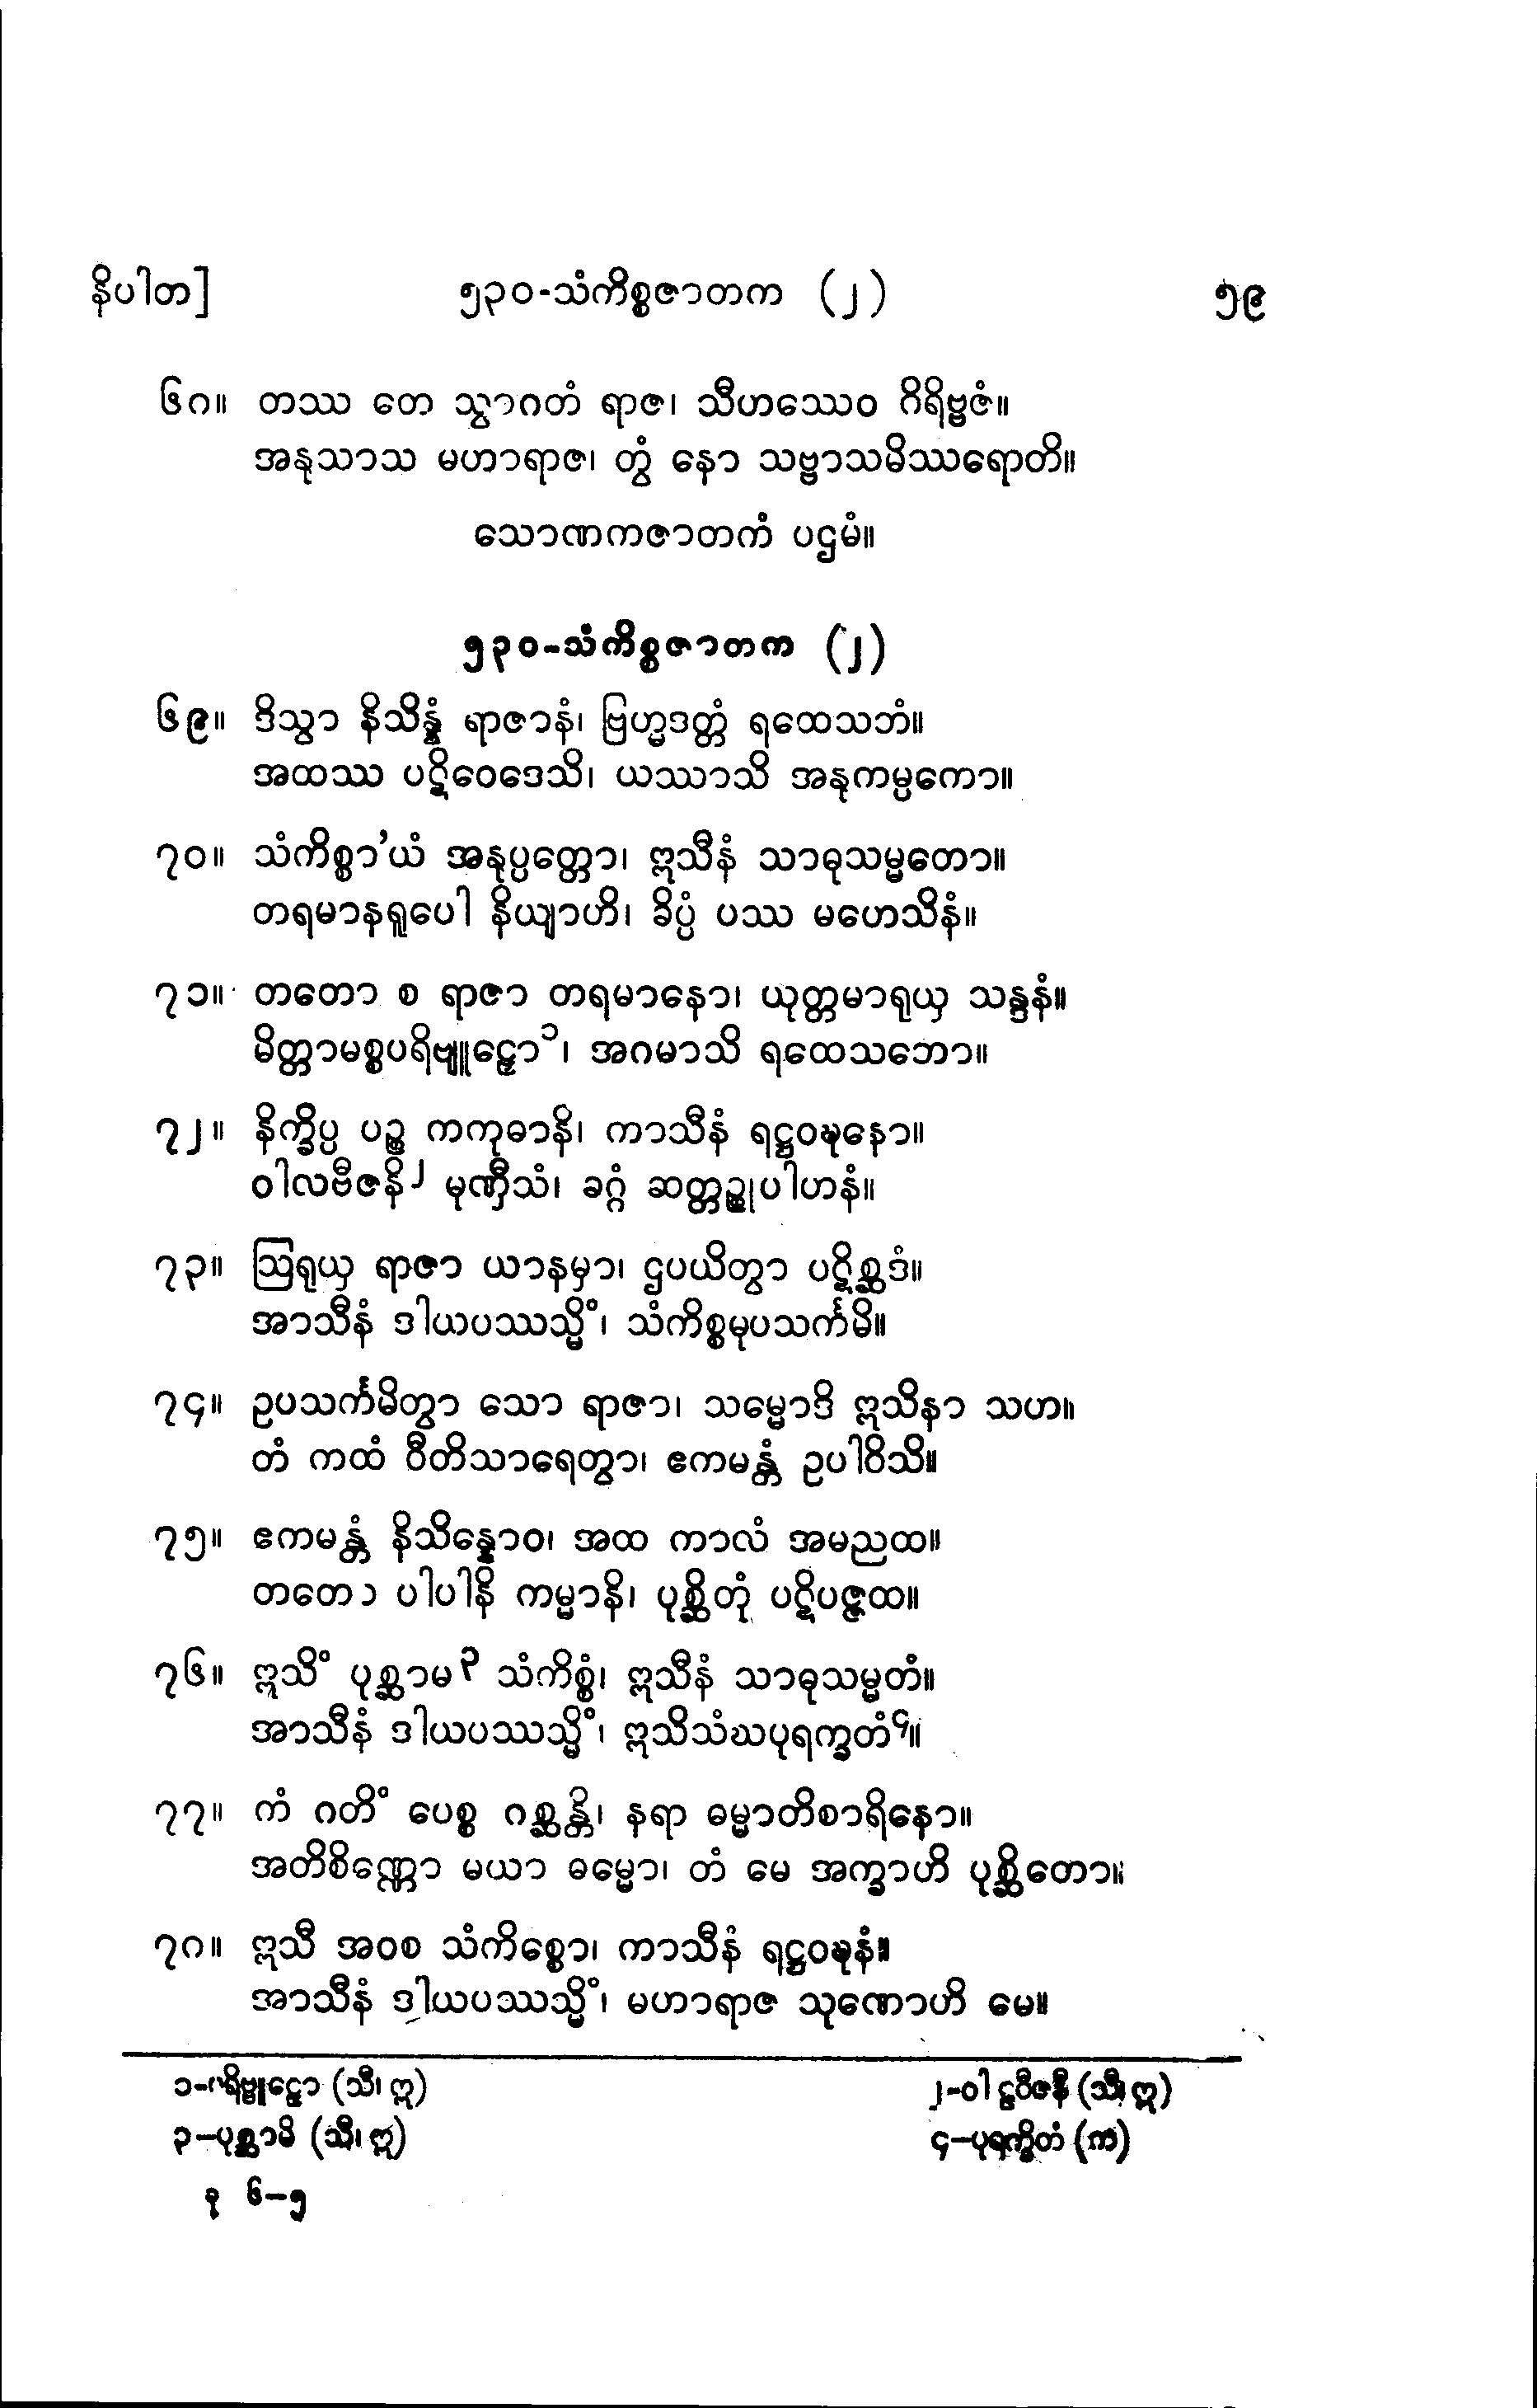 နိပါတ] ၅၃၀-သံကိစ္စဇာတက (၂) ၅၉
၆၈။ တဿ တေ သွာဂတံ ရာဇ၊ သီဟဿေဝ ဂိရိဗ္ဗဇံ။
အနုသာသ မဟာရာဇ၊ တွံ နော သဗ္ဗာသမိဿရောတိ။
သောဏကဇာတကံ ပဌမံ။
၅၃၀-သံကိစ္စဇာတက (၂)
၆၉။ ဒိသွာ နိသိန္နံ ရာဇာနံ၊ ဗြဟ္မဒတ္တံ ရထေသဘံ။
အထဿ ပဋိဝေဒေသိ၊ ယဿာသိ အနုကမ္ပကော။
၇၀။ သံကိစ္စာ’ယံ အနုပ္ပတ္တော၊ ဣသီနံ သာဓုသမ္မတော။
တရမာနရူပေါ နိယျာဟိ၊ ခိပ္ပံ ပဿ မဟေသိနံ။
၇၁။ တတော စ ရာဇာ တရမာနော၊ ယုတ္တမာရုယှ သန္ဒနံ။
မိတ္တာမစ္စပရိဗျူဠှော၁၊ အဂမာသိ ရထေသဘော။
၇၂။ နိက္ခိပ္ပ ပဉ္စ ကကုဓာနိ၊ ကာသီနံ ရဋ္ဌဝဍ္ဎနော။
ဝါလဗီဇနိ၂ မုဏှီသံ၊ ခဂ္ဂံ ဆတ္တဉ္စုပါဟနံ။
၇၃။ ဩရုယှ ရာဇာ ယာနမှာ၊ ဌပယိတွာ ပဋိစ္ဆဒံ။
အာသီနံ ဒါယပဿသ္မိံ၊ သံကိစ္စမုပသင်္ကမိ။
၇၄။ ဥပသင်္ကမိတွာ သော ရာဇာ၊ သမ္မောဒိ ဣသိနာ သဟ။
တံ ကထံ ဝီတိသာရေတွာ၊ ဧကမန္တံ ဥပါဝိသိ။
၇၅။ ဧကမန္တံ နိသိန္နောဝ၊ အထ ကာလံ အမညထ။
တတော ပါပါနိ ကမ္မာနိ၊ ပုစ္ဆိတုံ ပဋိပဇ္ဇထ။
၇၆။ ဣသိံ ပုစ္ဆာမ၃ သံကိစ္စံ၊ ဣသီနံ သာဓုသမ္မတံ။
အာသီနံ ဒါယပဿသ္မိံ၊ ဣသိသံဃပုရက္ခတံ၄။
၇၇။ ကံ ဂတိံ ပေစ္စ ဂစ္ဆန္တိ၊ နရာ ဓမ္မာတိစာရိနော။
အတိစိဏ္ဏော မယာ ဓမ္မော၊ တံ မေ အက္ခာဟိ ပုစ္ဆိတော။
၇၈။ ဣသီ အဝစ သံကိစ္စော၊ ကာသီနံ ရဋ္ဌဝဍ္ဎနံ။
အာသီနံ ဒါယပဿသ္မိံ၊ မဟာရာဇ သုဏောဟိ မေ။
၁-ပရိဗ္ဗူဠှော (သီ၊ ဣ) ၂-ဝါဠဝီဇနိံ (သီ၊ ဣ)
၃-ပုစ္ဆာမိ (သီ၊ ဣ) ၄-ပုရက္ခိတံ (က)
ခု ၆-၅